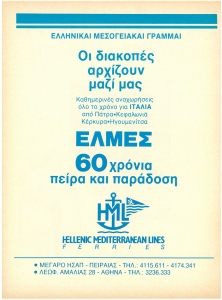 ΕΛΛΗΝΙΚΑΙ ΜΕΣΟΓΕΙΑΚΑΙ ΓΡΑΜΜΑΙ
Οι διακοπές
αρχίζουν
μαζί μας
Καθημερινές αναχωρήσεις
όλο το χρόνο για ΙΤΑΛΙΑ
από Πάτρα•Κεφαλωνιά
Κέρκυρα•Ηγουμενίτσα
ΕΛΜΕΣ
60 χρόνια
πείρα και παράδοση
HML
HELLENIC MEDITERRANEAN LINES
FERRIES
• ΜΕΓΑΡΟ ΗΣΑΠ - ΠΕΙΡΑΙΑΣ - ΤΗΛ.: 4115.611 - 4174.341
• ΛΕΩΦ. ΑΜΑΛΙΑΣ 28 - ΑΘΗΝΑ - ΤΗΛ.: 3236.333